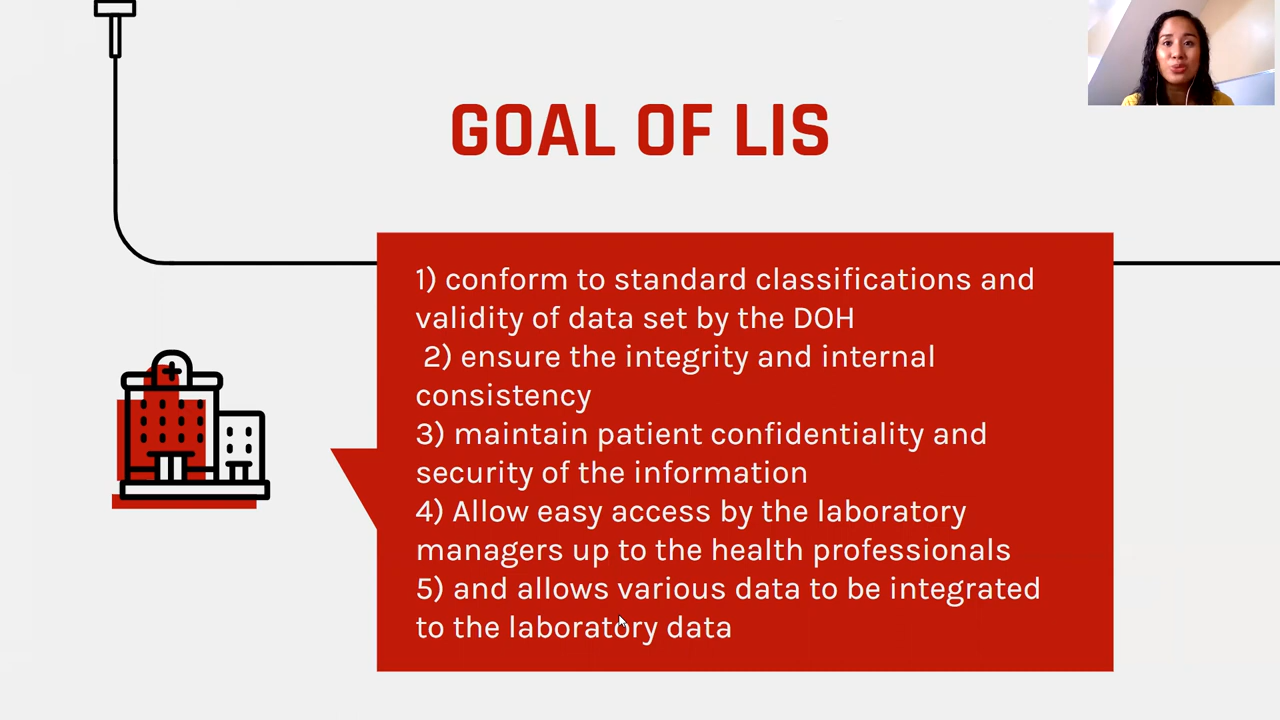 GOAL OF LIS
1) conform to standard classifications and
validity of data set by the DOH
2) ensure the integrity and internal
consistency
3) maintain patient confidentiality and
security of the information
4) Allow easy access by the laboratory
managers up to the health professionals
5) and allows various data to be integrated
to the laboratory data